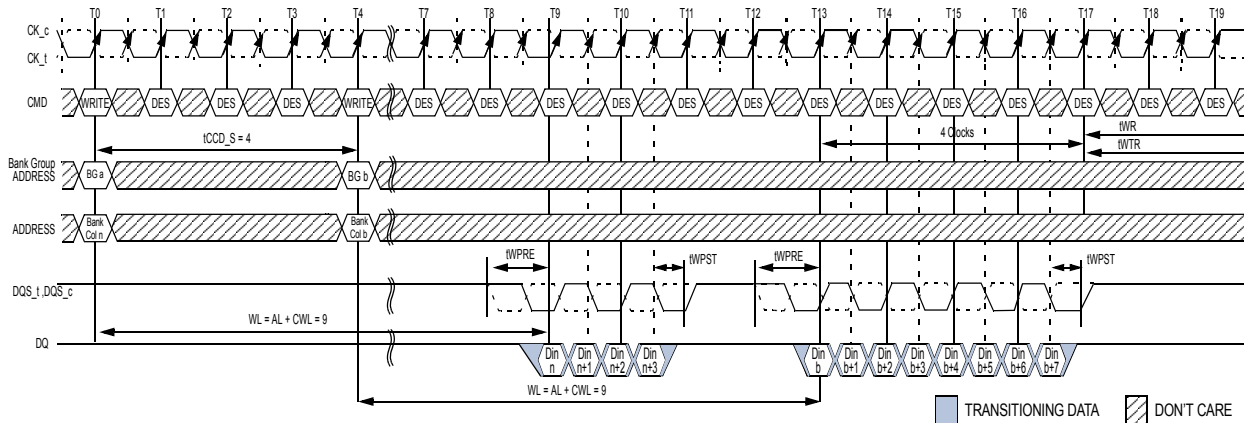 T0 T1 T2 T3 T4 T7 T8 T9 T10 T11 T12 T13 T14 T15 T16 T17 T18 T19
CK_c
CK_t
CMD WRITE DES DES DES WRITE DES DES DES DES DES DES DES DES DES DES DES DES DES
tCCD_S = 4 4 Clocks tWR
tWTR
Bank Group
ADDRESS BG a BG b
ADDRESS Bank
Col n Bank
Col b
tWPRE tWPST tWPRE tWPST
DQS_t ,DQS_c
WL = AL + CWL = 9
DQ Din
n Din
n+1 Din
n+2 Din
n+3 Din
b Din
b+1 Din
b+2 Din
b+3 Din
b+4 Din
b+5 Din
b+6 Din
b+7
WL = AL + CWL = 9
TRANSITIONING DATA DON'T CARE